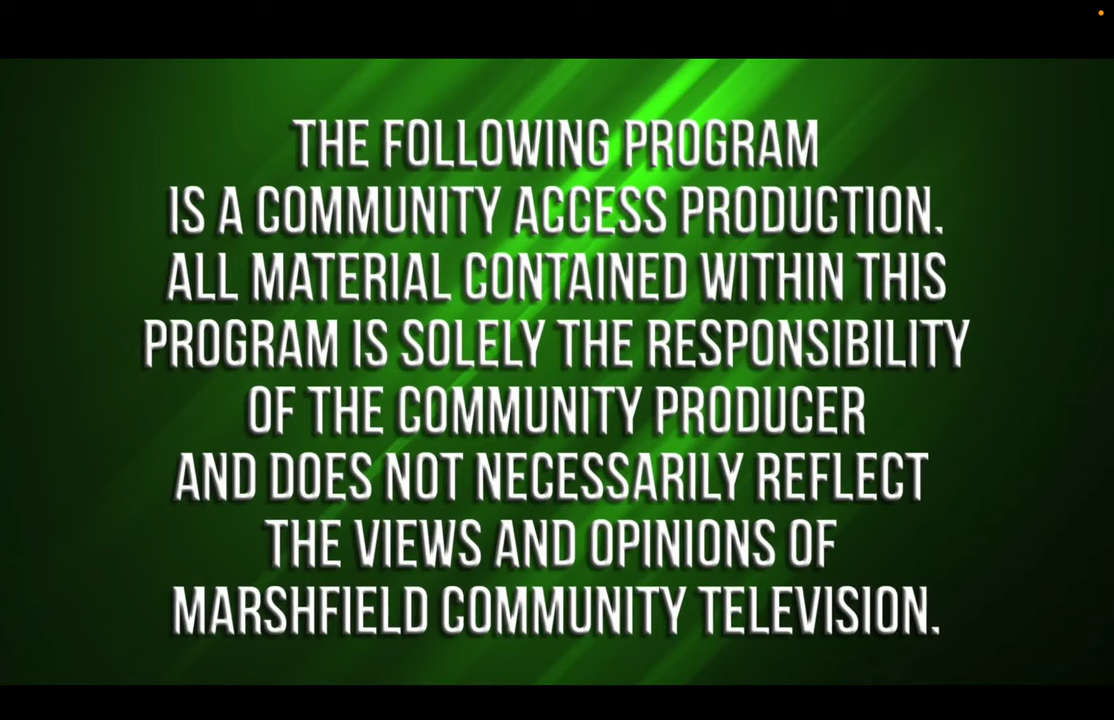 THE FOLLOWING PROGRAM
IS A COMMUNITY ACCESS PRODUCTION.
ALL MATERIAL CONTAINED WITHIN THIS
PROGRAM IS SOLELY THE RESPONSIBILITY
OF THE COMMUNITY PRODUCER
AND DOES NOT NECESSARILY REFLECT
THE VIEWS AND OPINIONS OF
MARSHFIELD COMMUNITY TELEVISION.